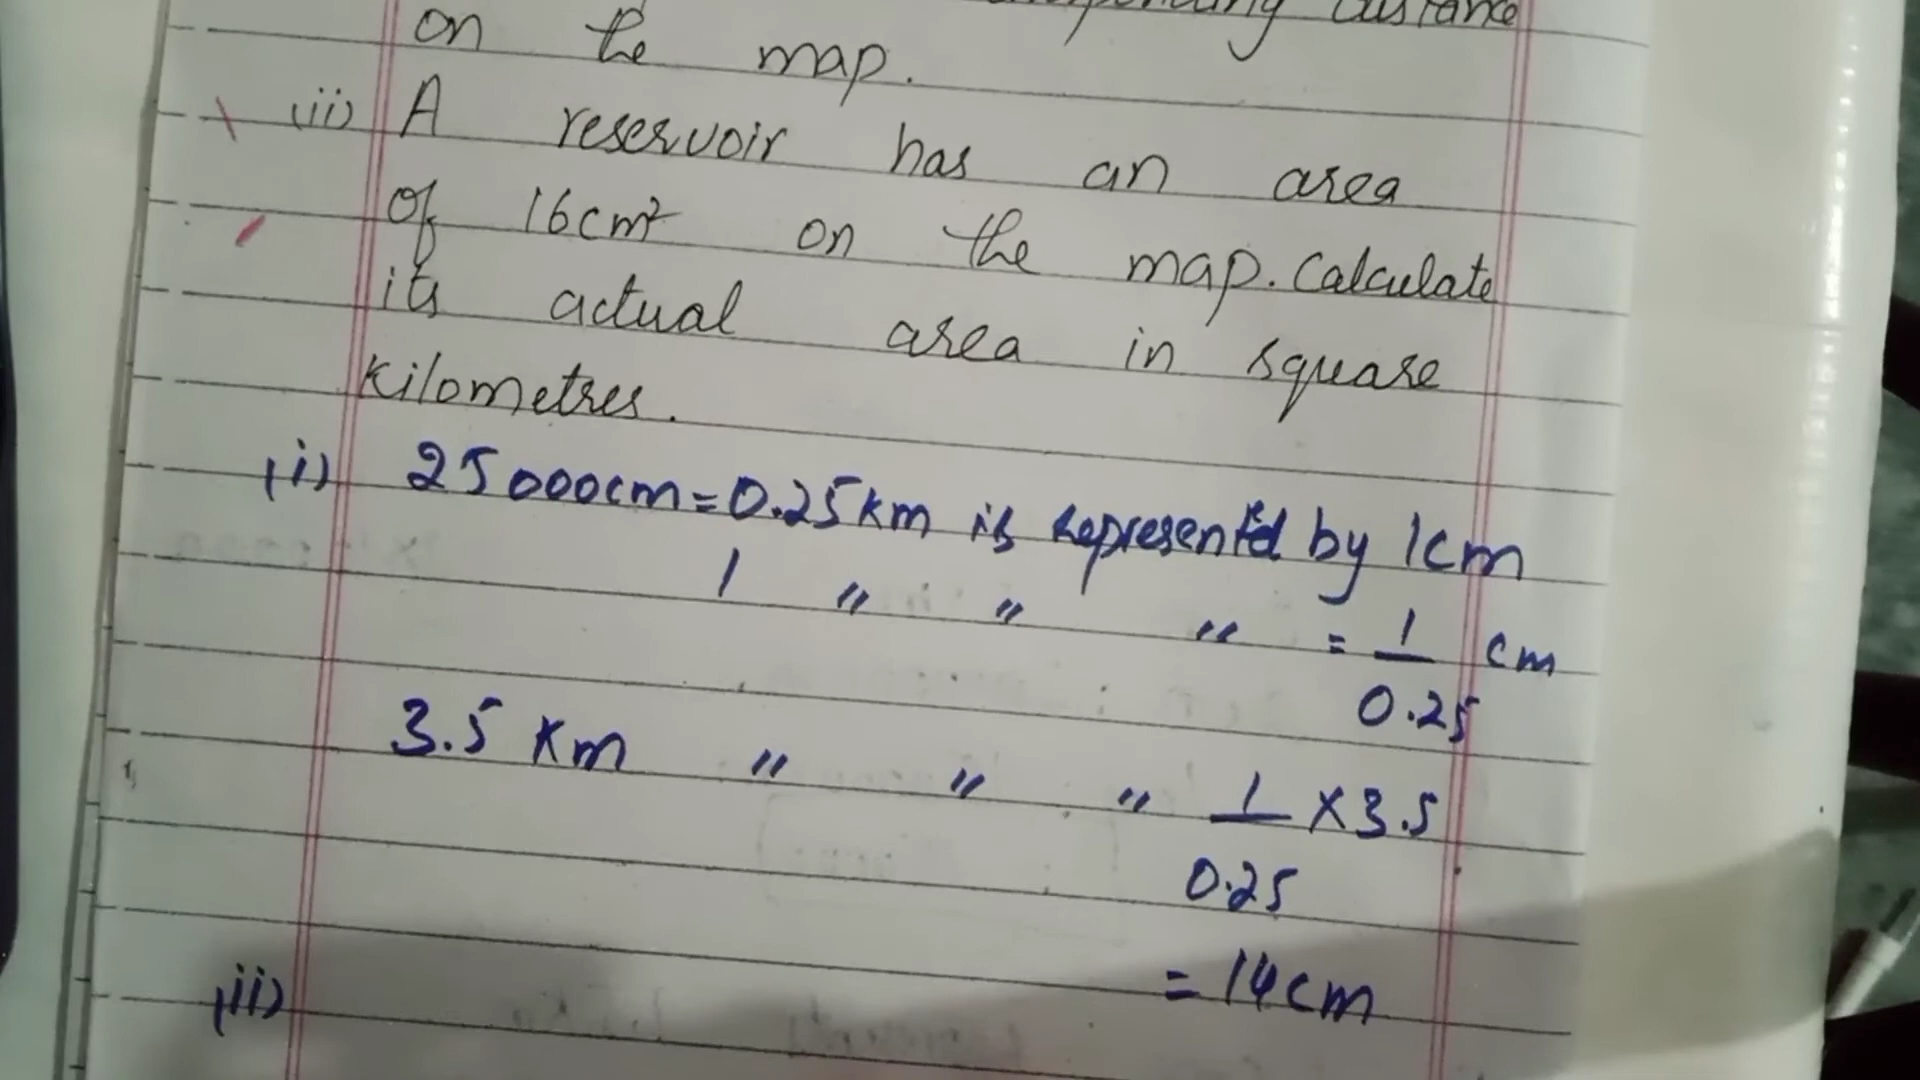 distance
on the map.
(ii) A reservoir has an area
of 16cm² on the map. Calculate
its actual area in square
kilometres.
(i) 25000cm=0.25km is represented by 1cm
1 " " " = 1/0.25 cm
3.5 km " " " 1/0.25 ×3.5
= 14cm
(ii)